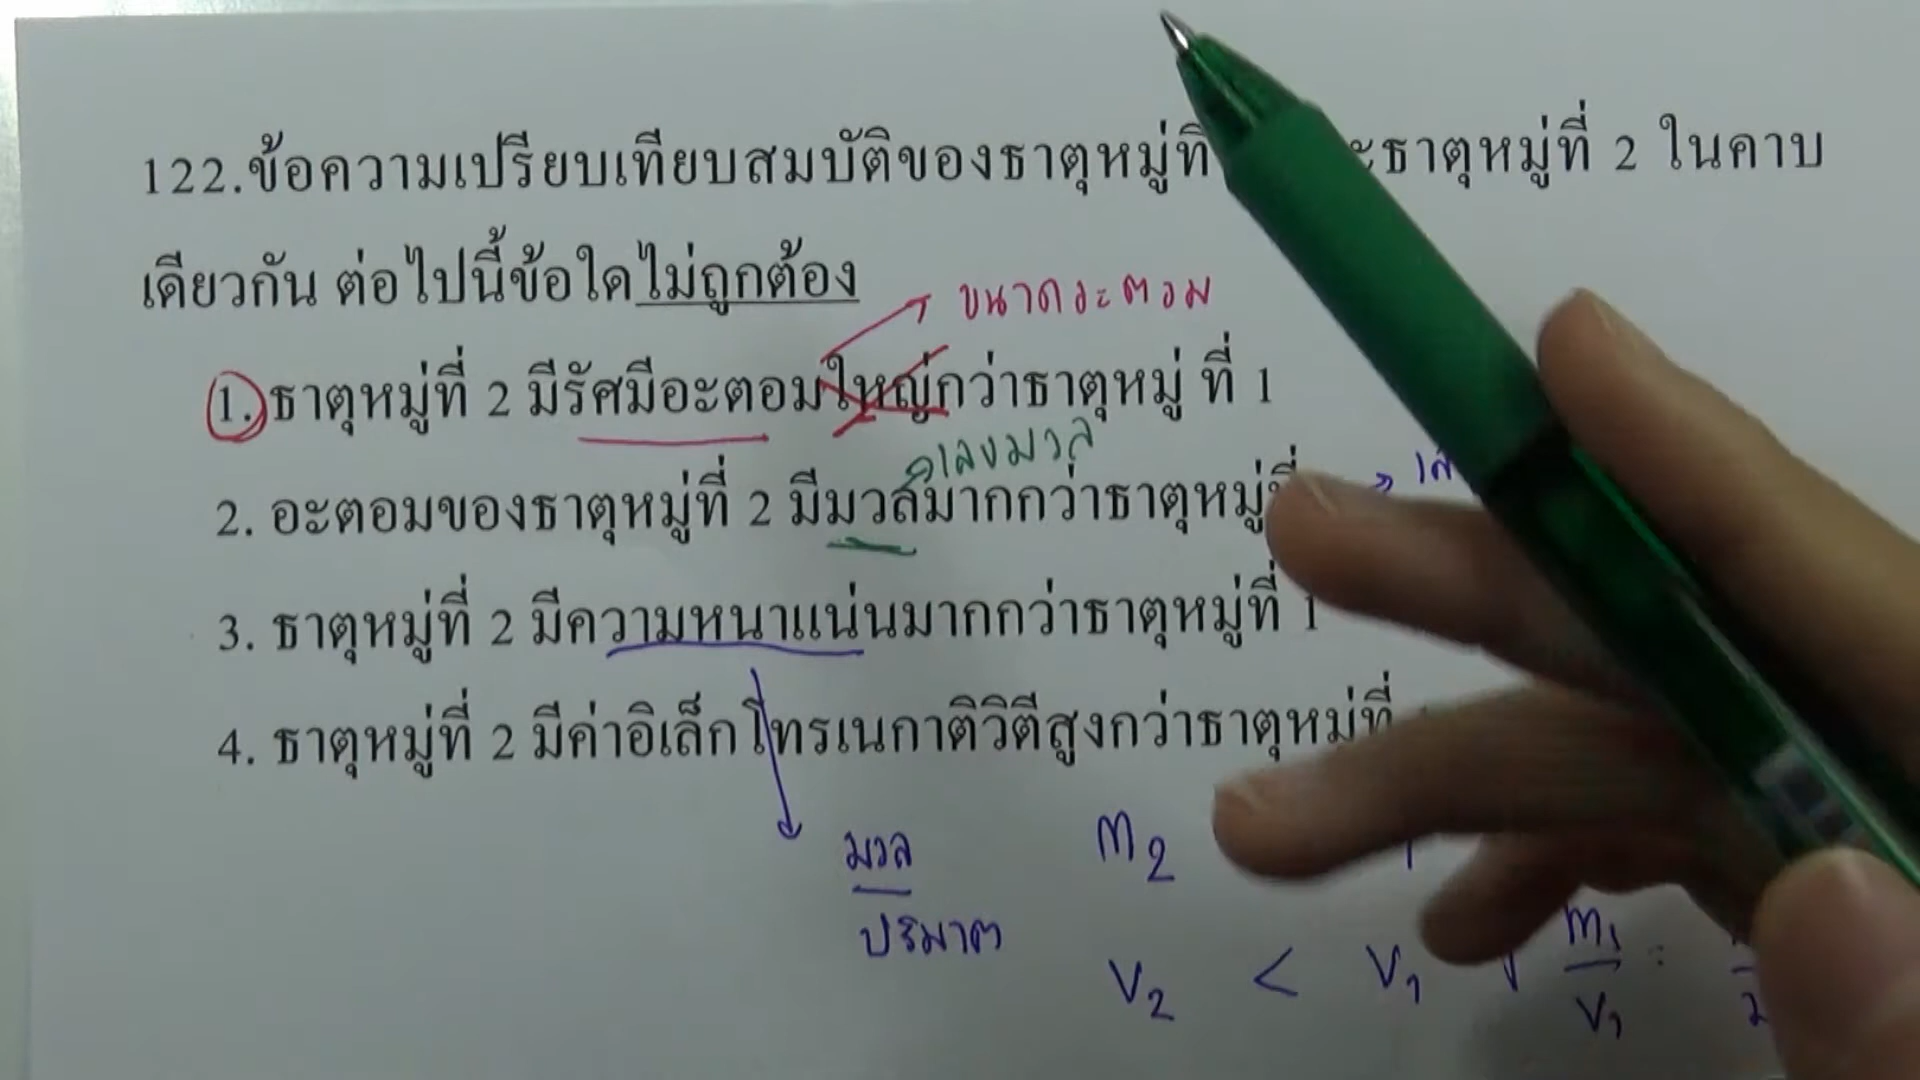 122.ข้อความเปรียบเทียบสมบัติของธาตุหมู่ที่ ธาตุหมู่ที่ 2 ในคาบ
เดียวกัน ต่อไปนี้ข้อใดไม่ถูกต้อง
ขนาดอะตอม
1. ธาตุหมู่ที่ 2 มีรัศมีอะตอมใหญ่กว่าธาตุหมู่ ที่ 1
เลขมวล
2. อะตอมของธาตุหมู่ที่ 2 มีมวลมากกว่าธาตุหมู่ที่
3. ธาตุหมู่ที่ 2 มีความหนาแน่นมากกว่าธาตุหมู่ที่ 1
4. ธาตุหมู่ที่ 2 มีค่าอิเล็กโทรเนกาติวิตีสูงกว่าธาตุหมู่ที่
มวล m2
ปริมาตร V2 < V1 m1
V1